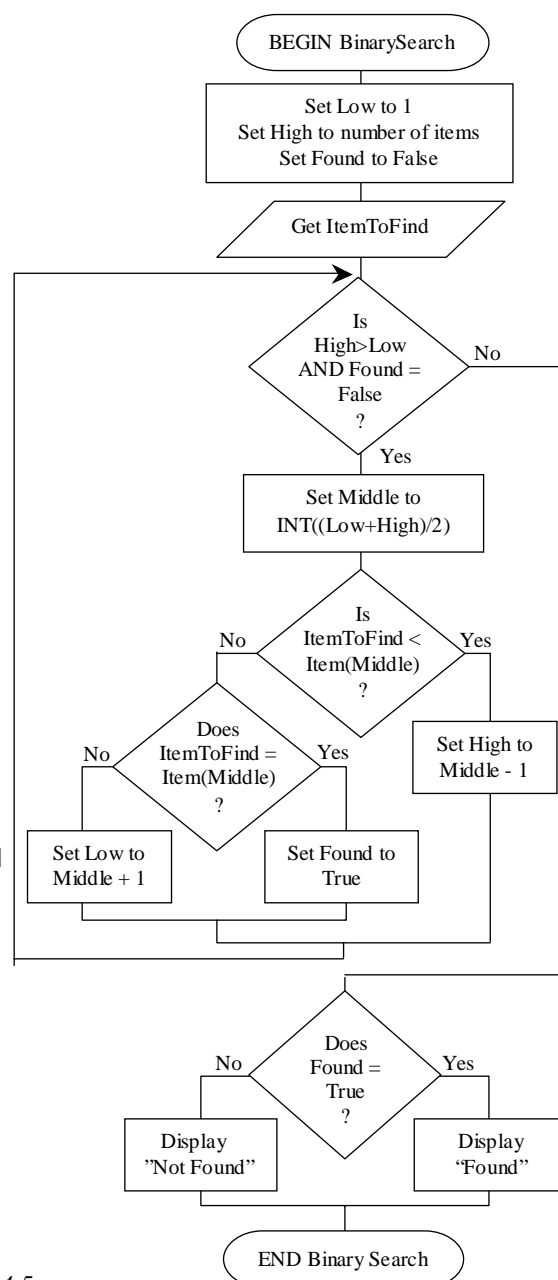 BEGIN BinarySearch
Set Low to 1
Set High to number of items
Set Found to False
Get ItemToFind
Is
High>Low
AND Found =
False
?
No
Yes
Set Middle to
INT((Low+High)/2)
Is
ItemToFind <
Item(Middle)
?
No
Yes
Does
ItemToFind =
Item(Middle)
?
No
Yes
Set High to
Middle - 1
Set Low to
Middle + 1
Set Found to
True
Does
Found =
True
?
No
Yes
Display
”Not Found”
Display
“Found”
END Binary Search